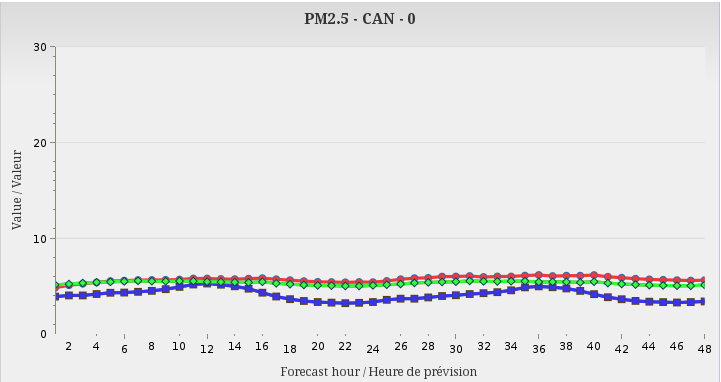 PM2.5 - CAN - 0
30
20
10
0
Value / Valeur
2 4 6 8 10 12 14 16 18 20 22 24 26 28 30 32 34 36 38 40 42 44 46 48
Forecast hour / Heure de prévision